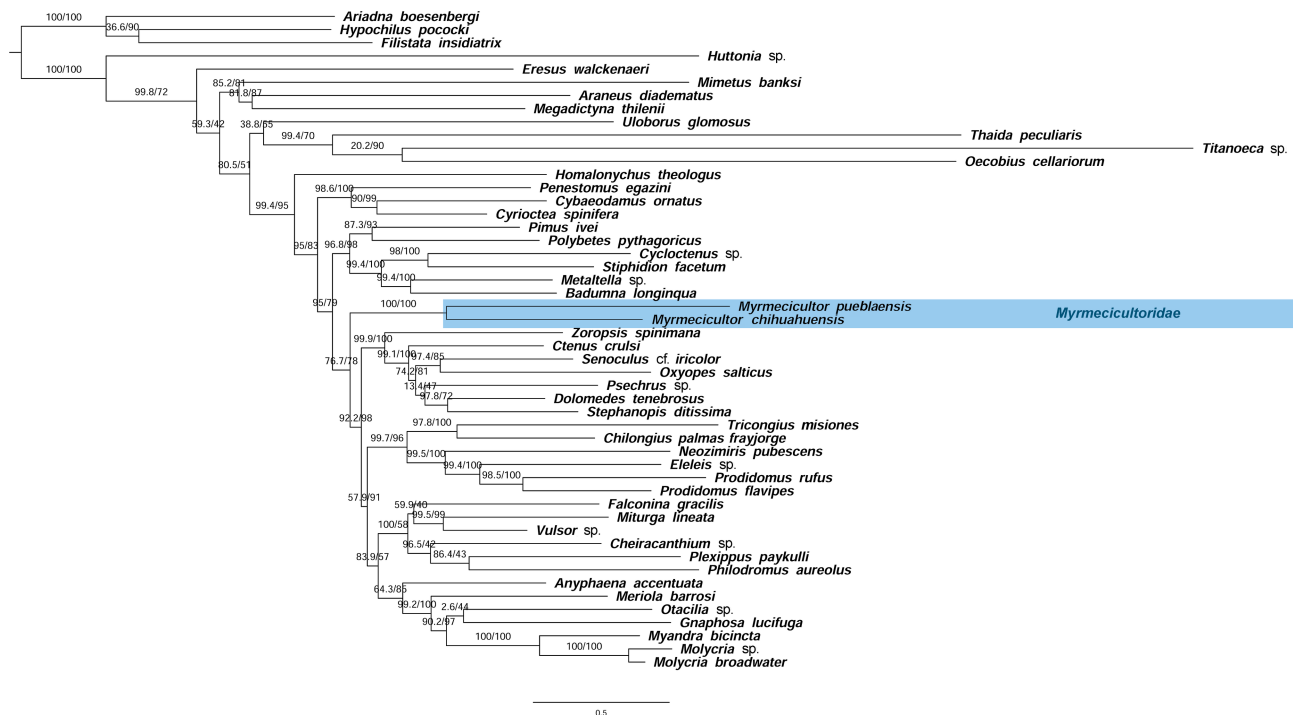 100/100
Ariadna boesenbergi
36.6/90
Hypochilus pococki
Filistata insidiatrix
Huttonia sp.
100/100
Eresus walckenaeri
99.8/72
85.2/81
Mimetus banksi
81.8/87
Araneus diadematus
Megadictyna thilenii
59.3/42
38.8/55
Uloborus glomosus
99.4/70
Thaida peculiaris
20.2/90
Titanoeca sp.
Oecobius cellariorum
80.5/51
Homalonychus theologus
98.6/100
Penestomus egazini
90/99
Cybaeodamus ornatus
99.4/95
Cyrioctea spinifera
87.3/93
Pimus ivei
Polybetes pythagoricus
95/83
96.8/98
98/100
Cycloctenus sp.
99.4/100
Stiphidion facetum
99.4/100
Metaltella sp.
Badumna longinqua
95/79
100/100
Myrmecicultor pueblaensis
Myrmecicultoridae
Myrmecicultor chihuahuensis
99.9/100
Zoropsis spinimana
99.1/100
Ctenus crulsi
97.4/85
Senoculus cf. iricolor
76.7/78
74.2/81
Oxyopes salticus
13.4/47
Psechrus sp.
97.8/72
Dolomedes tenebrosus
Stephanopis ditissima
92.2/98
97.8/100
Tricongius misiones
99.7/96
Chilongius palmas frayjorge
99.5/100
Neozimiris pubescens
99.4/100
Eleleis sp.
98.5/100
Prodidomus rufus
Prodidomus flavipes
57.9/91
59.9/40
Falconina gracilis
99.5/99
Miturga lineata
100/58
Vulsor sp.
96.5/42
Cheiracanthium sp.
83.9/57
86.4/43
Plexippus paykulli
Philodromus aureolus
64.3/85
Anyphaena accentuata
99.2/100
Meriola barrosi
2.6/44
Otacilia sp.
90.2/97
Gnaphosa lucifuga
100/100
Myandra bicincta
100/100
Molycria sp.
Molycria broadwater
0.5